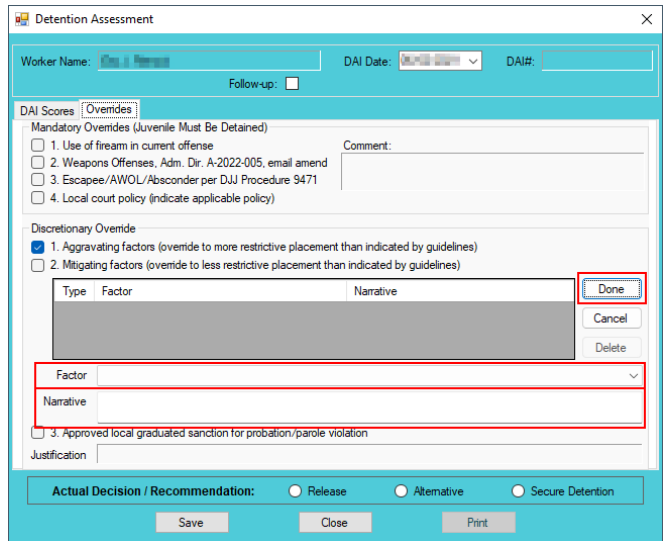 Detention Assessment
Worker Name: DAI Date: DAI#:
Follow-up:
DAI Scores Overrides
Mandatory Overrides (Juvenile Must Be Detained)
1. Use of firearm in current offense Comment:
2. Weapons Offenses, Adm. Dir. A-2022-005, email amend
3. Escapee/AWOL/Absconder per DJJ Procedure 9471
4. Local court policy (indicate applicable policy)
Discretionary Override
1. Aggravating factors (override to more restrictive placement than indicated by guidelines)
2. Mitigating factors (override to less restrictive placement than indicated by guidelines)
Type Factor Narrative Done
Cancel
Delete
Factor
Narrative
3. Approved local graduated sanction for probation/parole violation
Justification
Actual Decision / Recommendation: Release Alternative Secure Detention
Save Close Print